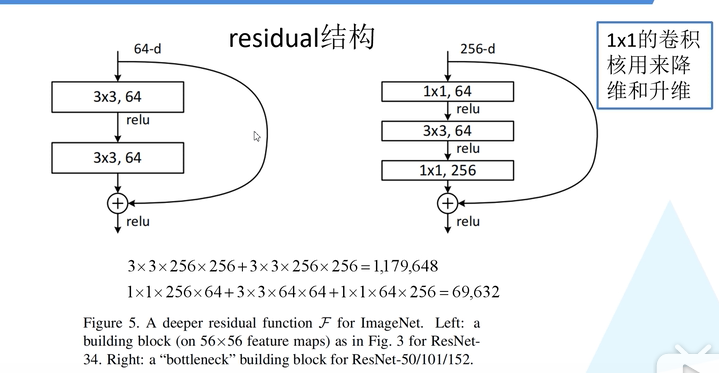 residual结构
1x1的卷积
核用来降
维和升维
64-d
3x3, 64
relu
3x3, 64
relu
256-d
1x1, 64
relu
3x3, 64
relu
1x1, 256
relu
3×3×256×256+3×3×256×256=1,179,648
1×1×256×64+3×3×64×64+1×1×64×256=69,632
Figure 5. A deeper residual function F for ImageNet. Left: a
building block (on 56×56 feature maps) as in Fig. 3 for ResNet-
34. Right: a “bottleneck” building block for ResNet-50/101/152.